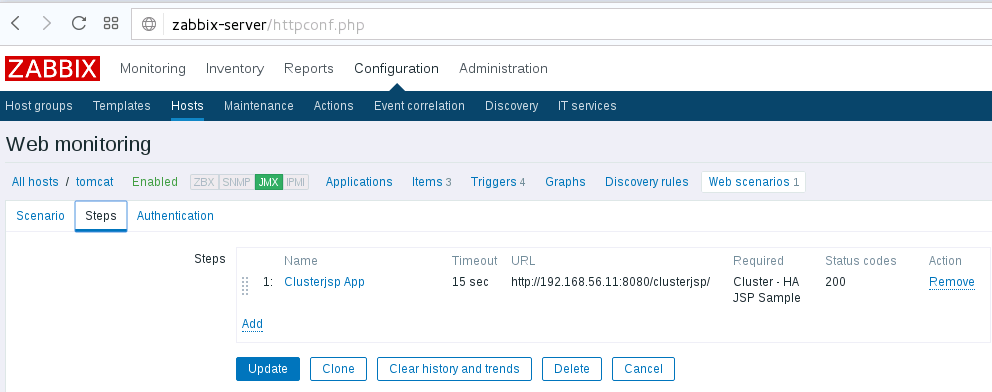 zabbix-server/httpconf.php
ZABBIX Monitoring Inventory Reports Configuration Administration
Host groups Templates Hosts Maintenance Actions Event correlation Discovery IT services
Web monitoring
All hosts / tomcat Enabled ZBX SNMP JMX IPMI Applications Items 3 Triggers 4 Graphs Discovery rules Web scenarios 1
Scenario Steps Authentication
Steps Name Timeout URL Required Status codes Action
1: Clusterjsp App 15 sec http://192.168.56.11:8080/clusterjsp/ Cluster - HA 200 Remove
JSP Sample
Add
Update Clone Clear history and trends Delete Cancel